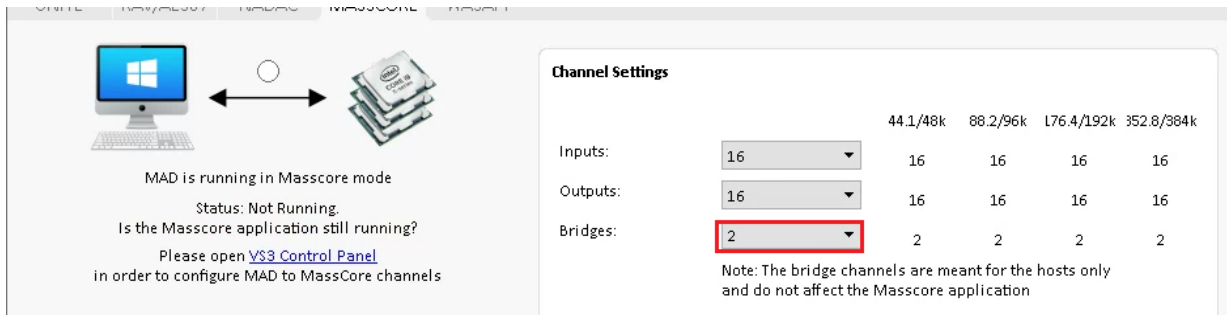 MASSCORE
intel
CORE i9
MAD is running in Masscore mode
Status: Not Running.
Is the Masscore application still running?
Please open VS3 Control Panel
in order to configure MAD to MassCore channels
Channel Settings
44.1/48k 88.2/96k 176.4/192k 352.8/384k
Inputs: 16 16 16 16 16
Outputs: 16 16 16 16 16
Bridges: 2 2 2 2 2
Note: The bridge channels are meant for the hosts only
and do not affect the Masscore application